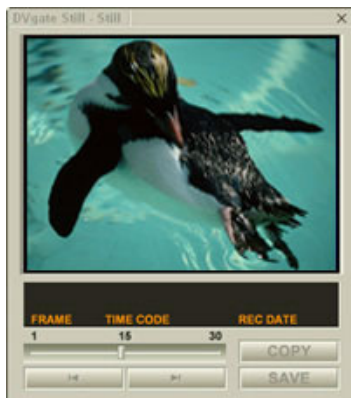 DVgate Still - Still
FRAME TIME CODE REC DATE
1 15 30
COPY
SAVE